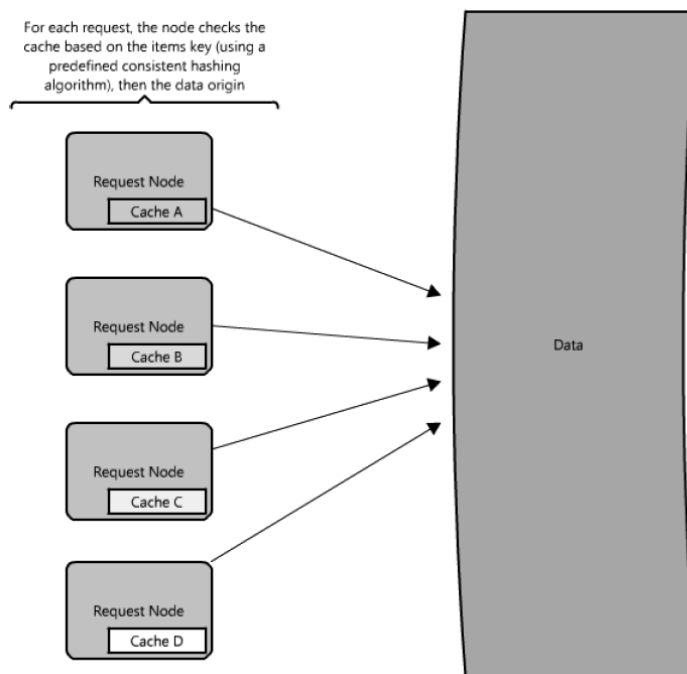 For each request, the node checks the
cache based on the items key (using a
predefined consistent hashing
algorithm), then the data origin
Request Node
Cache A
Request Node
Cache B
Data
Request Node
Cache C
Request Node
Cache D